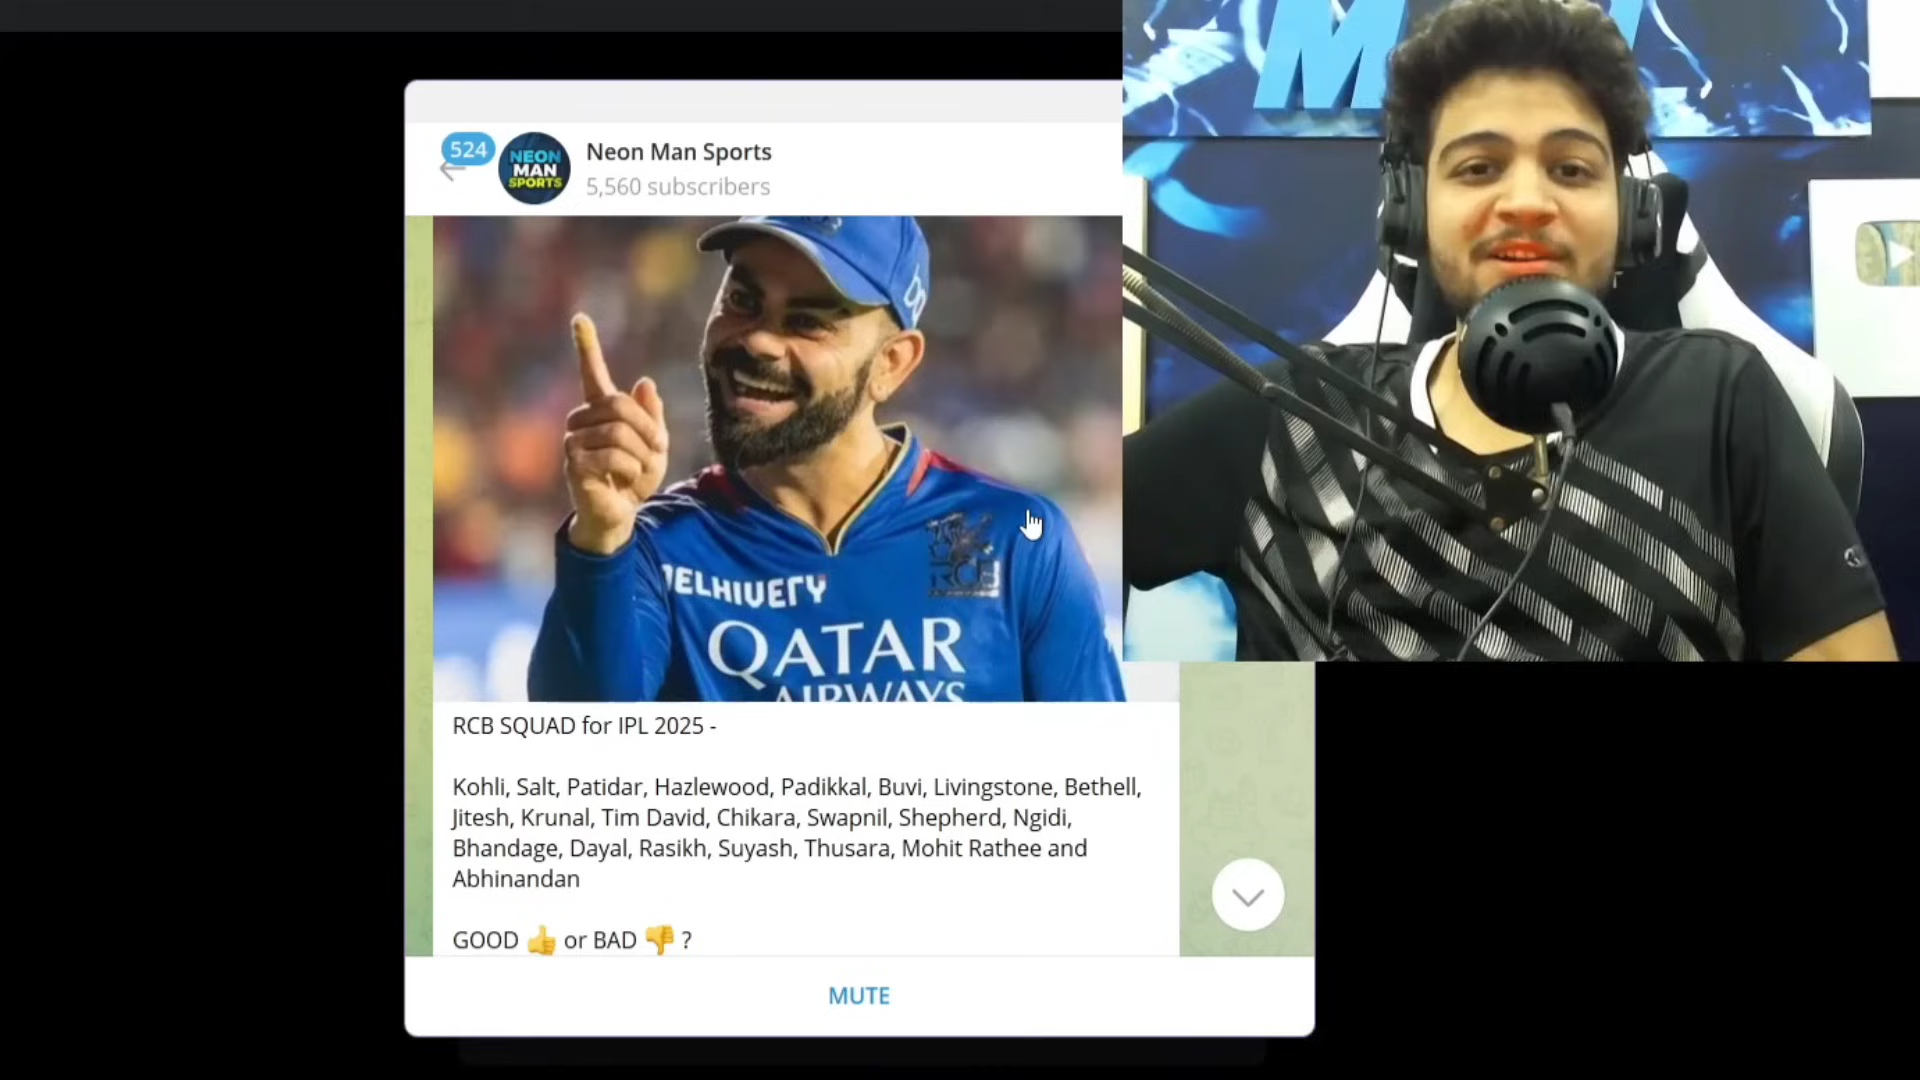 524
NEON
MAN
SPORTS
Neon Man Sports
5,560 subscribers
M
DELHIVERY
RCB
QATAR
AIRWAYS
RCB SQUAD for IPL 2025 -
Kohli, Salt, Patidar, Hazlewood, Padikkal, Buvi, Livingstone, Bethell,
Jitesh, Krunal, Tim David, Chikara, Swapnil, Shepherd, Ngidi,
Bhandage, Dayal, Rasikh, Suyash, Thusara, Mohit Rathee and
Abhinandan
GOOD 👍 or BAD 👎 ?
MUTE